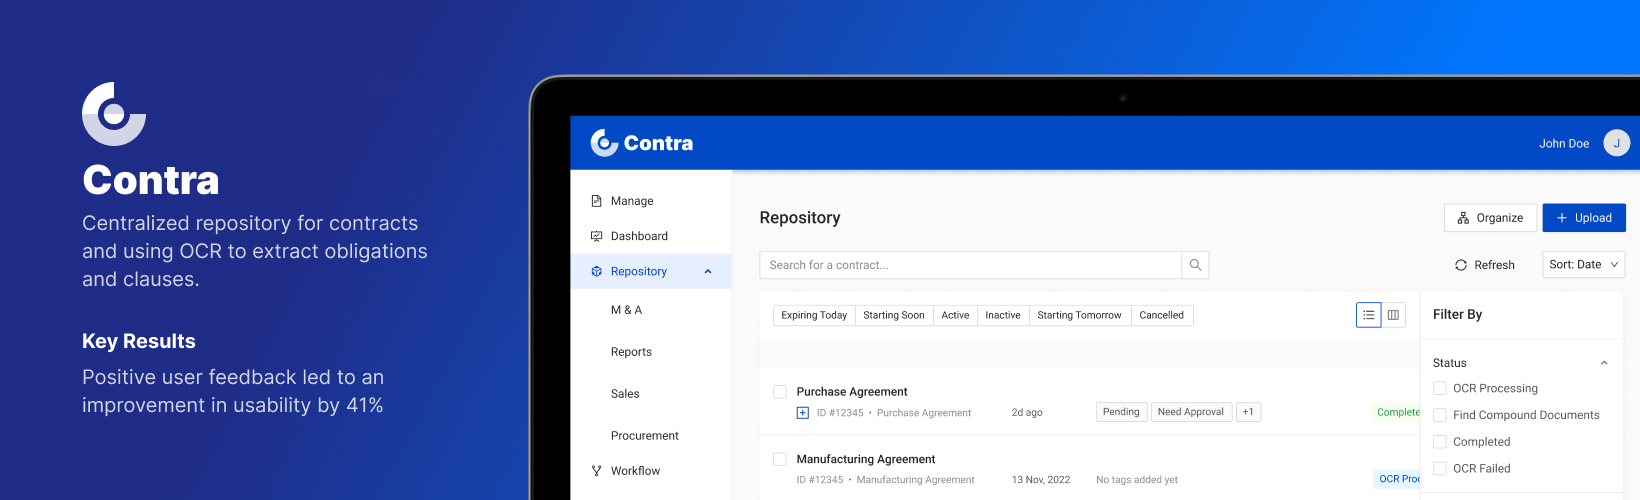 Contra
Centralized repository for contracts
and using OCR to extract obligations
and clauses.
Key Results
Positive user feedback led to an
improvement in usability by 41%
Contra
John Doe
J
Manage
Dashboard
Repository
M & A
Reports
Sales
Procurement
Workflow
Repository
Organize
Upload
Search for a contract...
Refresh
Sort: Date
Expiring Today
Starting Soon
Active
Inactive
Starting Tomorrow
Cancelled
Purchase Agreement
ID #12345 • Purchase Agreement
2d ago
Pending
Need Approval
+1
Complete
Manufacturing Agreement
ID #12345 • Manufacturing Agreement
13 Nov, 2022
No tags added yet
OCR Proc
Filter By
Status
OCR Processing
Find Compound Documents
Completed
OCR Failed